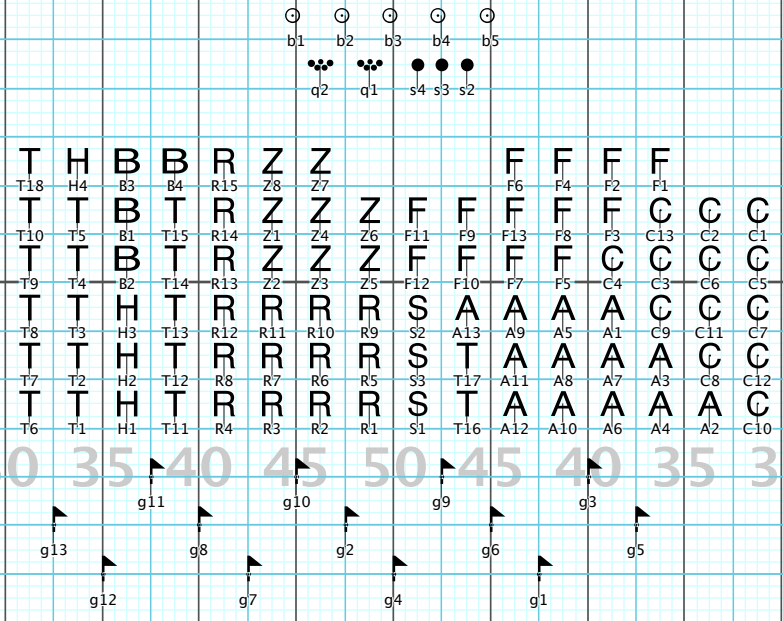 b1 b2 b3 b4 b5
q2 q1 s4 s3 s2
T H B B R Z Z F F F F
T18 H4 B3 B4 R15 Z8 Z7 F6 F4 F2 F1
T T B T R Z Z Z F F F F F C C C
T10 T5 B1 T15 R14 Z1 Z4 Z6 F11 F9 F13 F8 F3 C13 C2 C1
T T B T R Z Z Z F F F F C C C C
T9 T4 B2 T14 R13 Z2 Z3 Z5 F12 F10 F7 F5 C4 C3 C6 C5
T T H T R R R R S A A A A C C C
T8 T3 H3 T13 R12 R11 R10 R9 S2 A13 A9 A5 A1 C9 C11 C7
T T H T R R R R S T A A A A C C
T7 T2 H2 T12 R8 R7 R6 R5 S3 T17 A11 A8 A7 A3 C8 C12
T T H T R R R R S T A A A A A C
T6 T1 H1 T11 R4 R3 R2 R1 S1 T16 A12 A10 A6 A4 A2 C10
0 35 40 45 50 45 40 35 3
g11 g10 g9 g3
g13 g8 g2 g6 g5
g12 g7 g4 g1